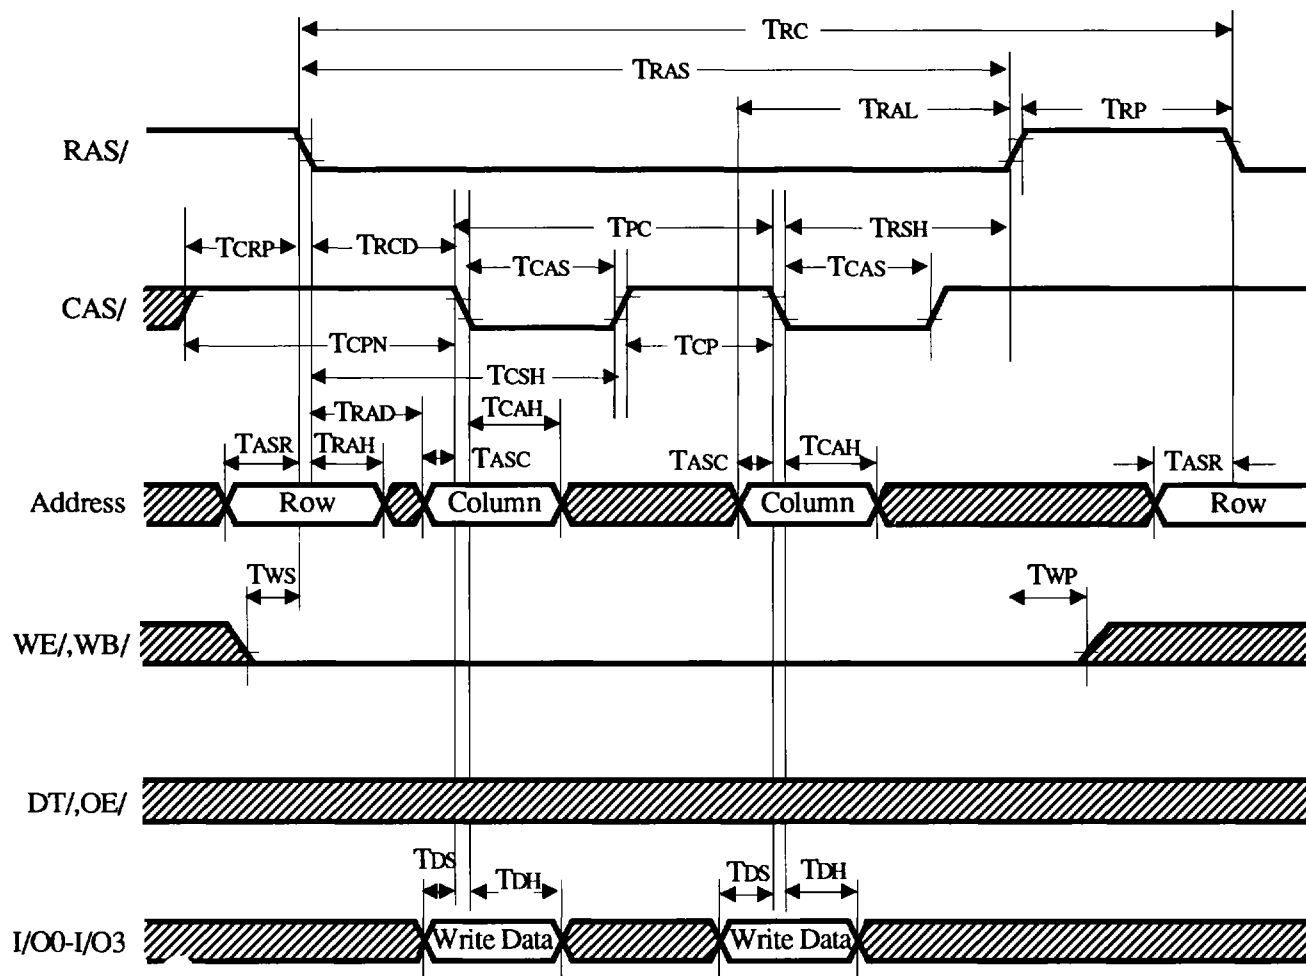 TRC
TRAS
TRAL
TRP
RAS/
TPC
TRSH
TCRP
TRCD
TCAS
TCAS
CAS/
TCPN
TCP
TCSH
TRAD
TCAH
TASR
TRAH
TASC
TASC
TCAH
TASR
Address
Row
Column
Column
Row
TWS
TWP
WE/,WB/
DT/,OE/
TDS
TDH
TDS
TDH
I/O0-I/O3
Write Data
Write Data